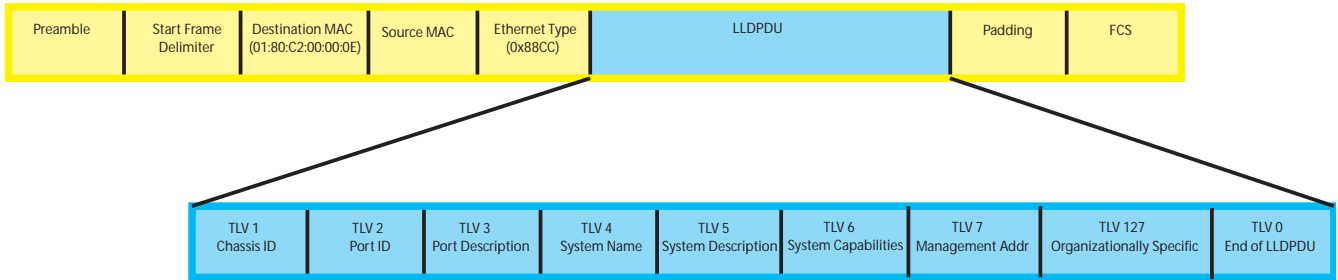 Preamble
Start Frame
Delimiter
Destination MAC
(01:80:C2:00:00:0E)
Source MAC
Ethernet Type
(0x88CC)
LLDPDU
Padding
FCS
TLV 1
Chassis ID
TLV 2
Port ID
TLV 3
Port Description
TLV 4
System Name
TLV 5
System Description
TLV 6
System Capabilities
TLV 7
Management Addr
TLV 127
Organizationally Specific
TLV 0
End of LLDPDU